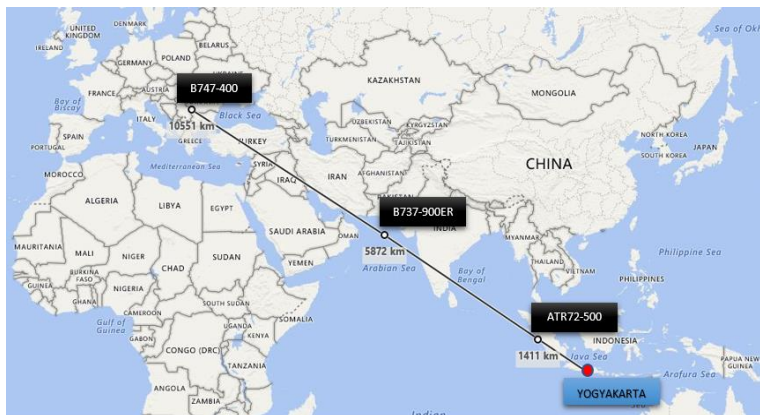 Sea of Okh
UNITED
KINGDOM
DENMARK
IRELAND
BELARUS
POLAND
GERMANY
UKRAINE
AUSTRIA
FRANCE
B747-400
KAZAKHSTAN
MONGOLIA
Bay of
Biscay
Black Sea
ITALY
10551 km
SPAIN
PORTUGAL
GREECE
TURKEY
UZBEKISTAN
KYRGYZSTAN
TURKMENISTAN
TAJIKISTAN
NORTH KOREA
SOUTH KOREA
JAPAN
Mediterranean Sea
SYRIA
IRAQ
IRAN
AFGHANISTAN
CHINA
MOROCCO
ALGERIA
LIBYA
EGYPT
PAKISTAN
B737-900ER
SAUDI ARABIA
OMAN
INDIA
5872 km
MYANMAR
MAURITANIA
MALI
NIGER
CHAD
SUDAN
YEMEN
Arabian Sea
Bay of
Bengal
THAILAND
VIETNAM
Philippine Sea
PHILIPPINES
BURKINA
FASO
GUINEA
GHANA
NIGERIA
CAMEROON
SOUTH SUDAN
SOMALIA
Gulf of
Guinea
GABON
UGANDA
KENYA
CONGO (DRC)
TANZANIA
ATR72-500
INDONESIA
1411 km
Java Sea
PAPUA NEW
GUINEA
Arafura Sea
ANGOLA
ZAMBIA
YOGYAKARTA
Indian